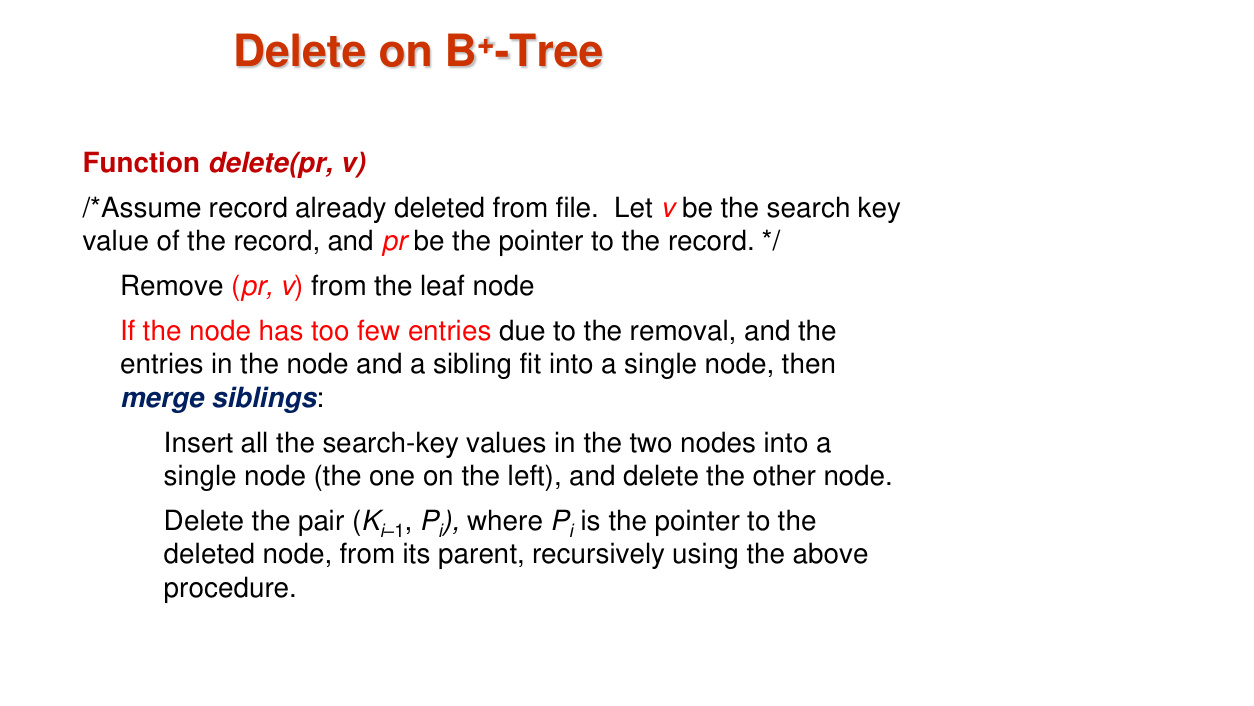 Delete on B⁺-Tree
Function delete(pr, v)
/*Assume record already deleted from file.  Let v be the search key
value of the record, and pr be the pointer to the record. */
Remove (pr, v) from the leaf node
If the node has too few entries due to the removal, and the
entries in the node and a sibling fit into a single node, then
merge siblings:
Insert all the search-key values in the two nodes into a
single node (the one on the left), and delete the other node.
Delete the pair (Kᵢ₋₁, Pᵢ), where Pᵢ is the pointer to the
deleted node, from its parent, recursively using the above
procedure.